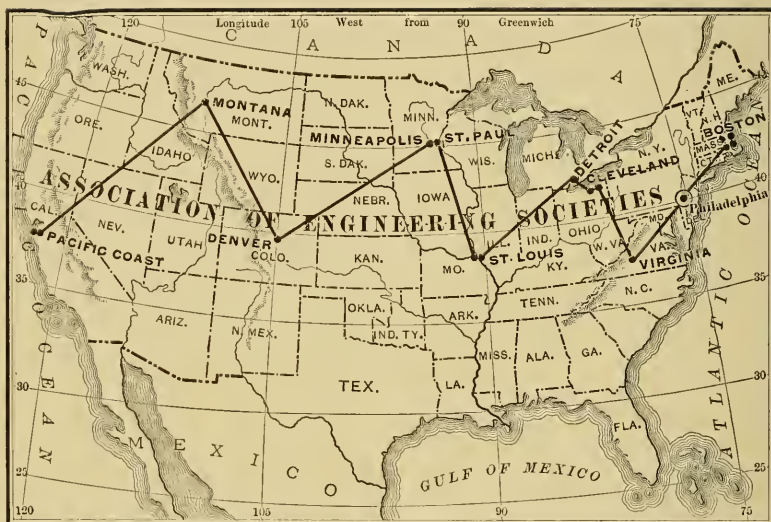 120 Longitude 105 West from 90 Greenwich 75
C A N A D A
PACIFIC OCEAN
ATLANTIC OCEAN
WASH.
ME.
45
45
MONTANA
MONT.
N. DAK.
MINN.
VT.
N.H.
BOSTON
ORE.
MINNEAPOLIS
ST. PAUL
MASS.
CT.
IDAHO
S. DAK.
WIS.
MICH.
DETROIT
N.Y.
WYO.
CLEVELAND
40
40
ASSOCIATION OF ENGINEERING SOCIETIES
NEBR.
IOWA
Philadelphia
CAL.
NEV.
OHIO
MD.
DE.
PACIFIC COAST
UTAH
DENVER
COLO.
KAN.
MO.
ILL.
IND.
W. VA.
VA.
ST. LOUIS
KY.
VIRGINIA
35
35
TENN.
N.C.
ARIZ.
N. MEX.
OKLA.
IND. TY.
ARK.
MISS.
ALA.
GA.
30
30
TEX.
LA.
FLA.
MEXICO
GULF OF MEXICO
25
25
120
105
90
75